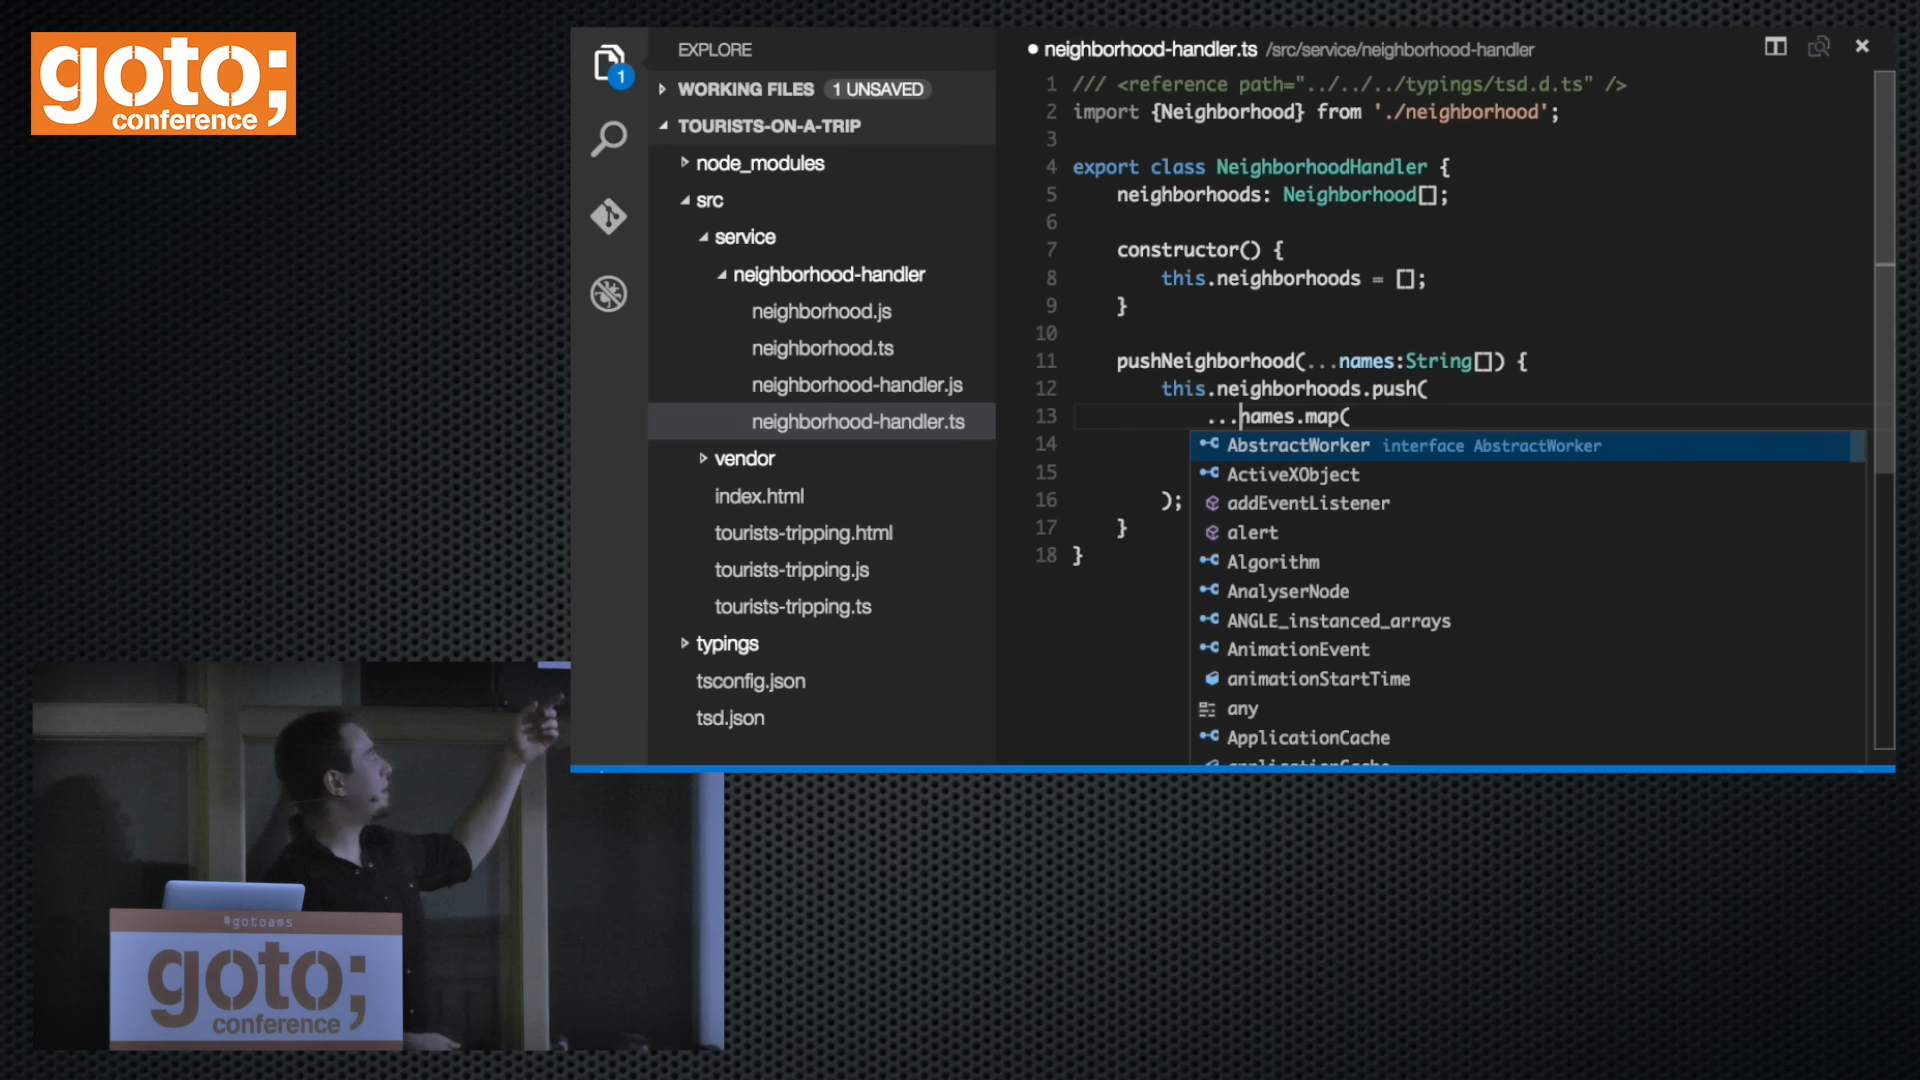 goto;
conference
EXPLORE
1
WORKING FILES 1 UNSAVED
TOURISTS-ON-A-TRIP
node_modules
src
service
neighborhood-handler
neighborhood.js
neighborhood.ts
neighborhood-handler.js
neighborhood-handler.ts
vendor
index.html
tourists-tripping.html
tourists-tripping.js
tourists-tripping.ts
typings
tsconfig.json
tsd.json
neighborhood-handler.ts /src/service/neighborhood-handler
1 /// <reference path="../../../typings/tsd.d.ts" />
2 import {Neighborhood} from './neighborhood';
3
4 export class NeighborhoodHandler {
5 neighborhoods: Neighborhood[];
6
7 constructor() {
8 this.neighborhoods = [];
9 }
10
11 pushNeighborhood(...names:String[]) {
12 this.neighborhoods.push(
13 ...names.map(
14
15
16 );
17 }
18 }
AbstractWorker interface AbstractWorker
ActiveXObject
addEventListener
alert
Algorithm
AnalyserNode
ANGLE_instanced_arrays
AnimationEvent
animationStartTime
any
ApplicationCache
applicationCache
#gotoams
goto;
conference